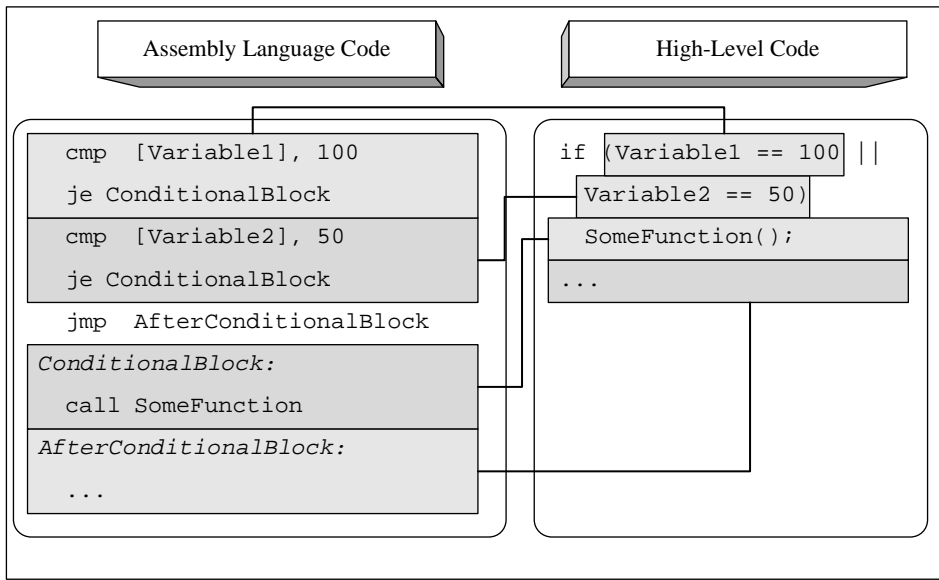 Assembly Language Code
High-Level Code
cmp [Variable1], 100
je ConditionalBlock
cmp [Variable2], 50
je ConditionalBlock
jmp AfterConditionalBlock
ConditionalBlock:
call SomeFunction
AfterConditionalBlock:
...
if (Variable1 == 100 ||
Variable2 == 50)
SomeFunction();
...